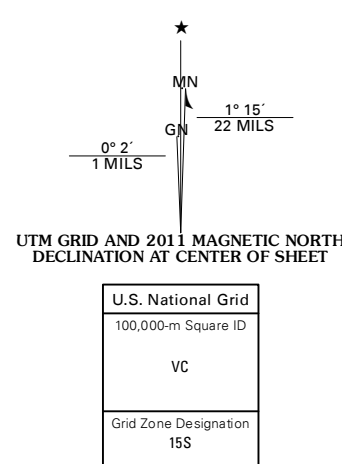 ★
MN
1° 15´
22 MILS
GN
0° 2´
1 MILS
UTM GRID AND 2011 MAGNETIC NORTH
DECLINATION AT CENTER OF SHEET
U.S. National Grid
100,000-m Square ID
VC
Grid Zone Designation
15S